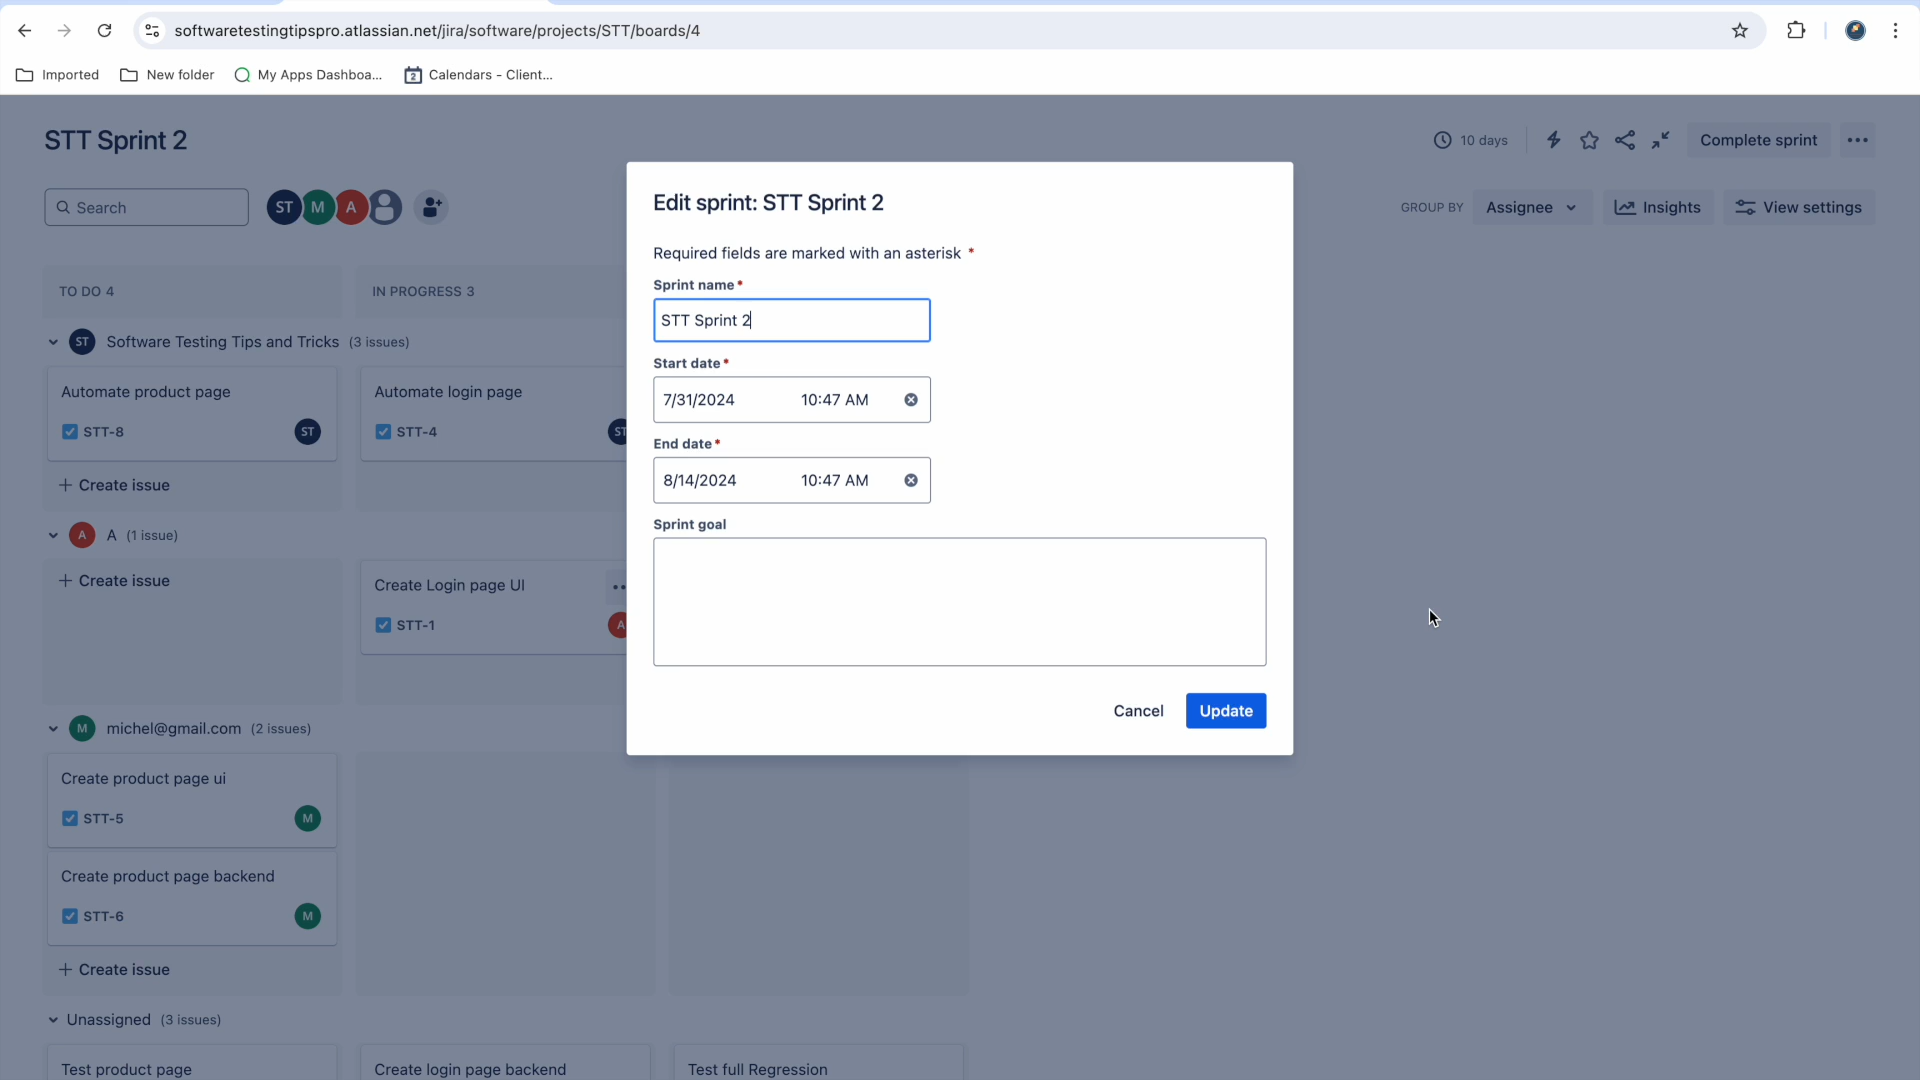 softwaretestingtipspro.atlassian.net/jira/software/projects/STT/boards/4
Imported New folder My Apps Dashboa... 2 Calendars - Client...
STT Sprint 2
10 days Complete sprint
Search ST M A
GROUP BY Assignee Insights View settings
TO DO 4 IN PROGRESS 3
ST Software Testing Tips and Tricks (3 issues)
Automate product page
STT-8 ST
Automate login page
STT-4 ST
+ Create issue
A A (1 issue)
+ Create issue
Create Login page UI
STT-1 A
M michel@gmail.com (2 issues)
Create product page ui
STT-5 M
Create product page backend
STT-6 M
+ Create issue
Unassigned (3 issues)
Test product page Create login page backend Test full Regression
Edit sprint: STT Sprint 2
Required fields are marked with an asterisk *
Sprint name*
STT Sprint 2
Start date*
7/31/2024 10:47 AM
End date*
8/14/2024 10:47 AM
Sprint goal
Cancel Update